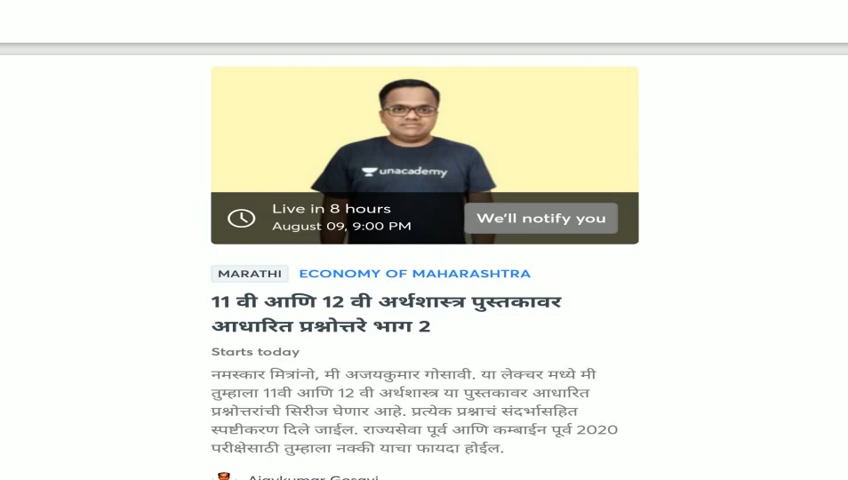 unacademy
Live in 8 hours
August 09, 9:00 PM
We'll notify you
MARATHI ECONOMY OF MAHARASHTRA
11 वी आणि 12 वी अर्थशास्त्र पुस्तकावर
आधारित प्रश्नोत्तरे भाग 2
Starts today
नमस्कार मित्रांनो, मी अजयकुमार गोसावी. या लेक्चर मध्ये मी
तुम्हाला 11वी आणि 12 वी अर्थशास्त्र या पुस्तकावर आधारित
प्रश्नोत्तरांची सिरीज घेणार आहे. प्रत्येक प्रश्नाचं संदर्भासहित
स्पष्टीकरण दिले जाईल. राज्यसेवा पूर्व आणि कम्बाईन पूर्व 2020
परीक्षेसाठी तुम्हाला नक्की याचा फायदा होईल.
Ajaykumar Gosavi